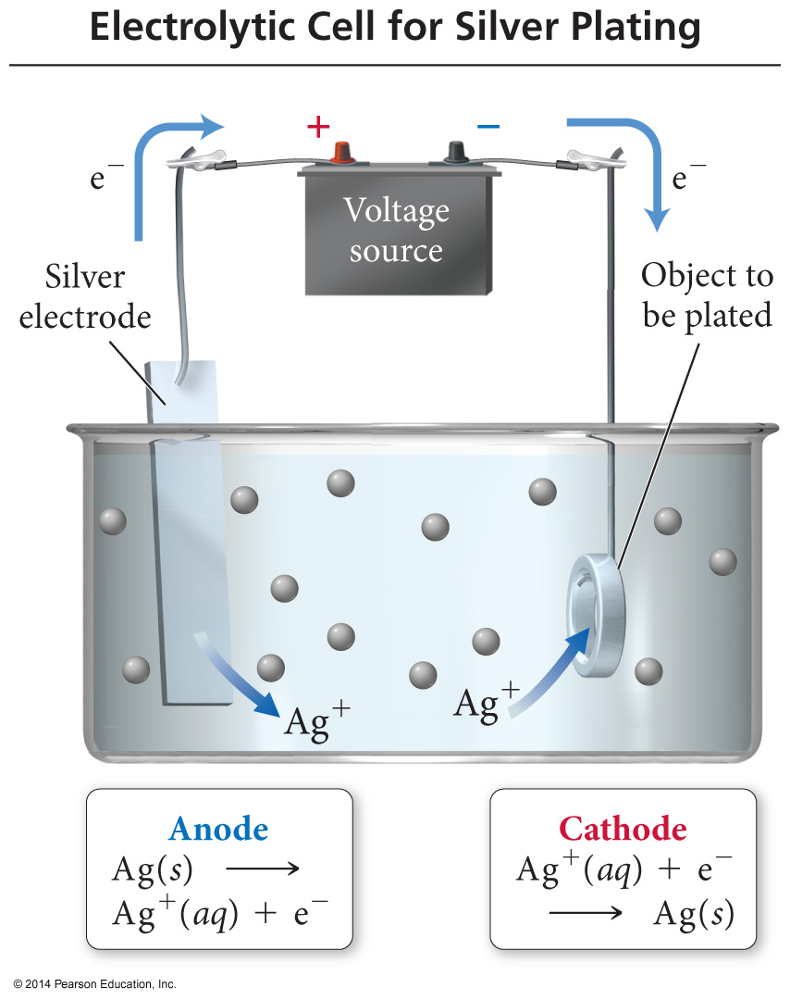 Electrolytic Cell for Silver Plating
+
−
e⁻
e⁻
Voltage
source
Silver
electrode
Object to
be plated
Ag⁺
Ag⁺
Anode
Ag(s) ⟶
Ag⁺(aq) + e⁻
Cathode
Ag⁺(aq) + e⁻
⟶ Ag(s)
© 2014 Pearson Education, Inc.